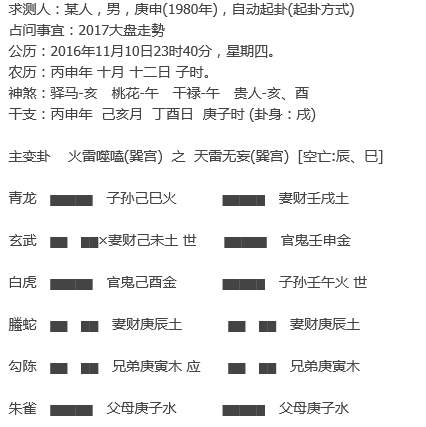 求测人：某人，男，庚申(1980年)，自动起卦(起卦方式)
占问事宜：2017大盘走勢
公历：2016年11月10日23时40分，星期四。
农历：丙申年 十月 十二日 子时。
神煞：驿马-亥 桃花-午 干禄-午 贵人-亥、酉
干支：丙申年 己亥月 丁酉日 庚子时 (卦身：戌)
主变卦 火雷噬嗑(巽宫) 之 天雷无妄(巽宫) [空亡:辰、巳]
青龙 子孙己巳火 妻财壬戌土
玄武 ×妻财己未土 世 官鬼壬申金
白虎 官鬼己酉金 子孙壬午火 世
螣蛇 妻财庚辰土 妻财庚辰土
勾陈 兄弟庚寅木 应 兄弟庚寅木
朱雀 父母庚子水 父母庚子水